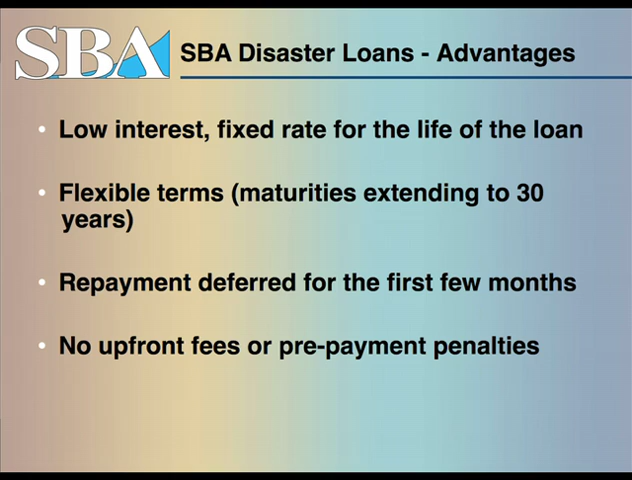 SBA
SBA Disaster Loans - Advantages
• Low interest, fixed rate for the life of the loan
• Flexible terms (maturities extending to 30
years)
• Repayment deferred for the first few months
• No upfront fees or pre-payment penalties